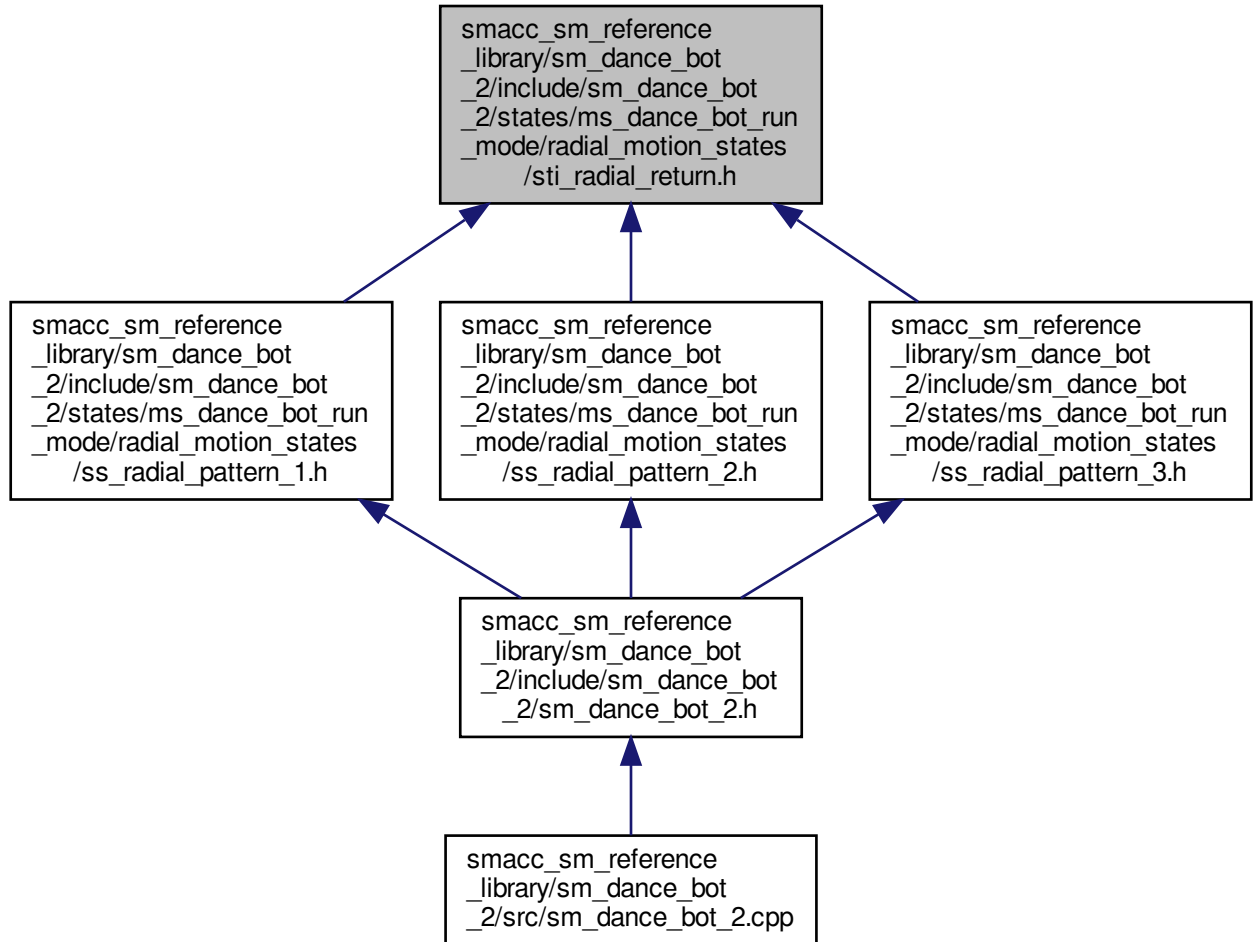 smacc_sm_reference
_library/sm_dance_bot
_2/include/sm_dance_bot
_2/states/ms_dance_bot_run
_mode/radial_motion_states
/sti_radial_return.h
smacc_sm_reference
_library/sm_dance_bot
_2/include/sm_dance_bot
_2/states/ms_dance_bot_run
_mode/radial_motion_states
/ss_radial_pattern_1.h
smacc_sm_reference
_library/sm_dance_bot
_2/include/sm_dance_bot
_2/states/ms_dance_bot_run
_mode/radial_motion_states
/ss_radial_pattern_2.h
smacc_sm_reference
_library/sm_dance_bot
_2/include/sm_dance_bot
_2/states/ms_dance_bot_run
_mode/radial_motion_states
/ss_radial_pattern_3.h
smacc_sm_reference
_library/sm_dance_bot
_2/include/sm_dance_bot
_2/sm_dance_bot_2.h
smacc_sm_reference
_library/sm_dance_bot
_2/src/sm_dance_bot_2.cpp